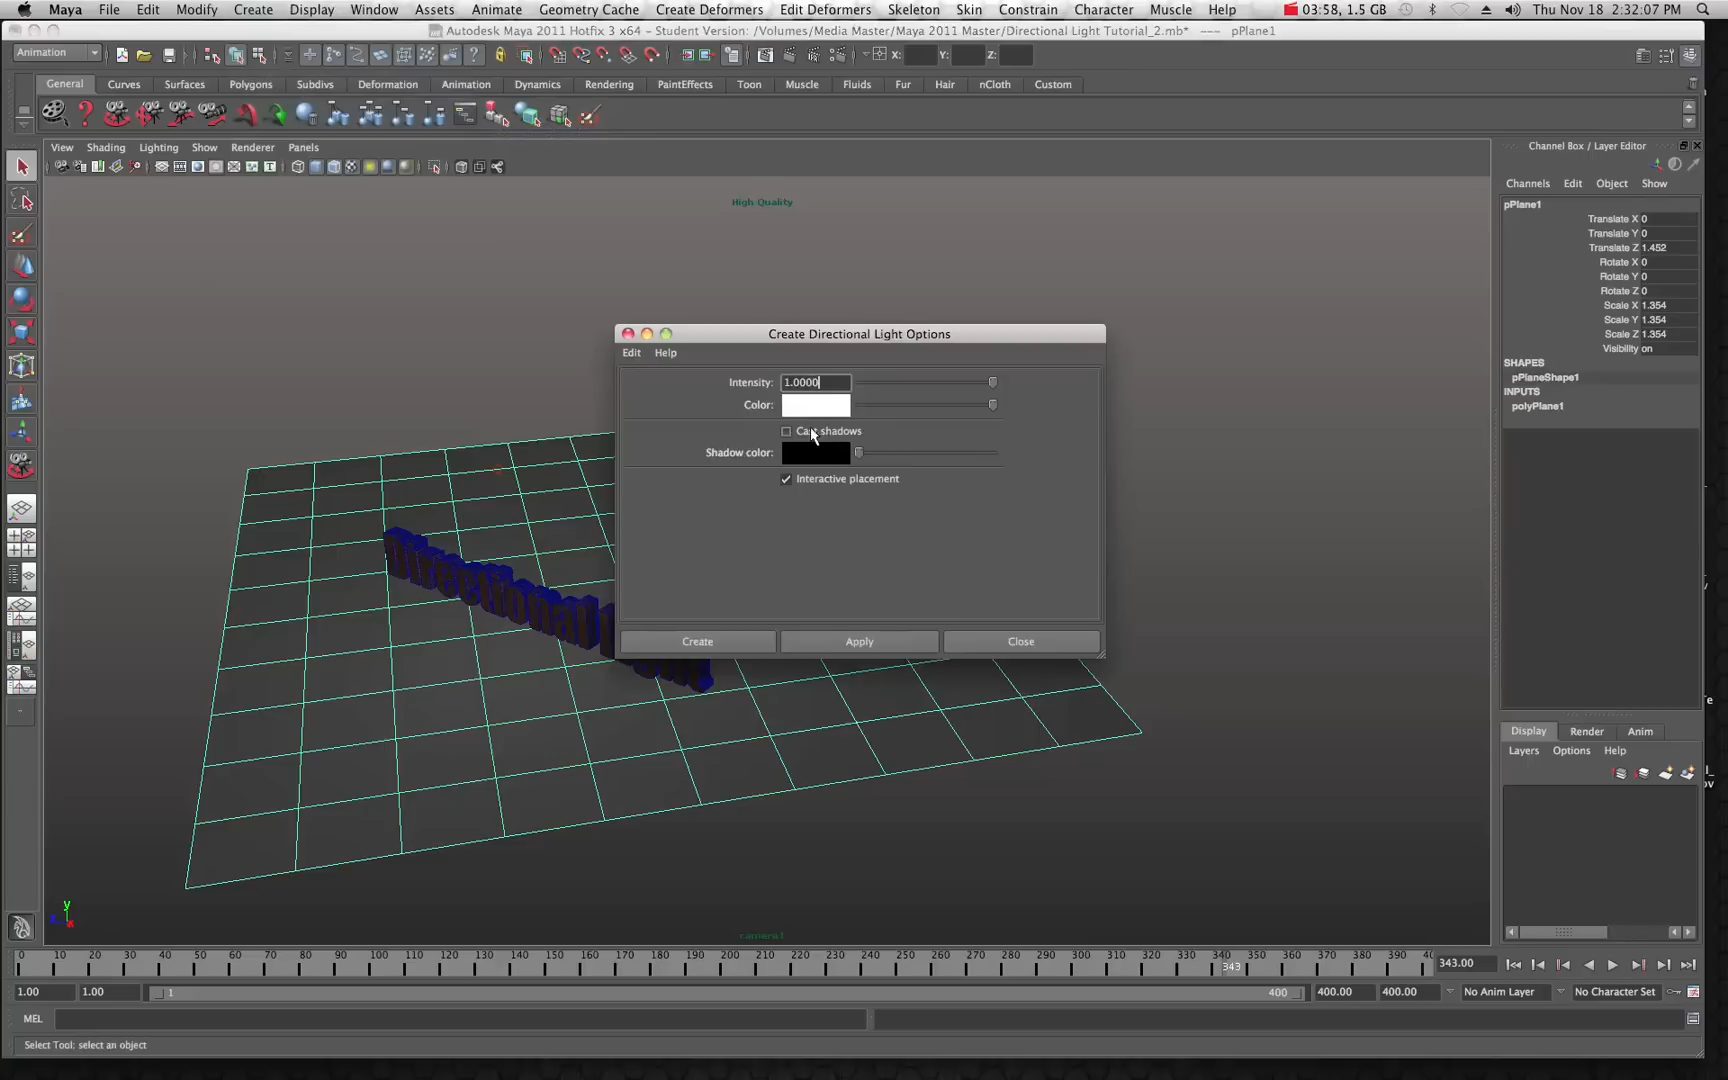 Maya File Edit Modify Create Display Window Assets Animate Geometry Cache Create Deformers Edit Deformers Skeleton Skin Constrain Character Muscle Help 03:58, 1.5 GB Thu Nov 18 2:32:07 PM
Autodesk Maya 2011 Hotfix 3 x64 – Student Version: /Volumes/Media Master/Maya 2011 Master/Directional Light Tutorial_2.mb* --- pPlane1
Animation X: Y: Z:
General Curves Surfaces Polygons Subdivs Deformation Animation Rendering PaintEffects Toon Muscle Fluids Fur Hair nCloth Custom
View Shading Lighting Show Renderer Panels
Channel Box / Layer Editor
Channels Edit Object Show
High Quality
pPlane1
Translate X 0
Translate Y 0
Translate Z 1.452
Rotate X 0
Rotate Y 0
Rotate Z 0
Scale X 1.354
Scale Y 1.354
Scale Z 1.354
Visibility on
SHAPES
pPlaneShape1
INPUTS
polyPlane1
Create Directional Light Options
Edit Help
Intensity: 1.0000
Color:
Cast shadows
Shadow color:
Interactive placement
Create Apply Close
Directional
Display Render Anim
Layers Options Help
y
camera1
0 10 20 30 40 50 60 70 80 90 100 110 120 130 140 150 160 170 180 190 200 210 220 230 240 250 260 270 280 290 300 310 320 330 340 350 360 370 380 390 40
343 343.00
1.00 1.00 1 400 400.00 400.00 No Anim Layer No Character Set
MEL
Select Tool: select an object